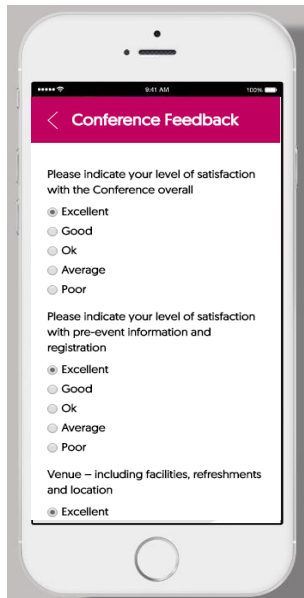 9:41 AM 100%
Conference Feedback
Please indicate your level of satisfaction
with the Conference overall
Excellent
Good
Ok
Average
Poor
Please indicate your level of satisfaction
with pre-event information and
registration
Excellent
Good
Ok
Average
Poor
Venue – including facilities, refreshments
and location
Excellent